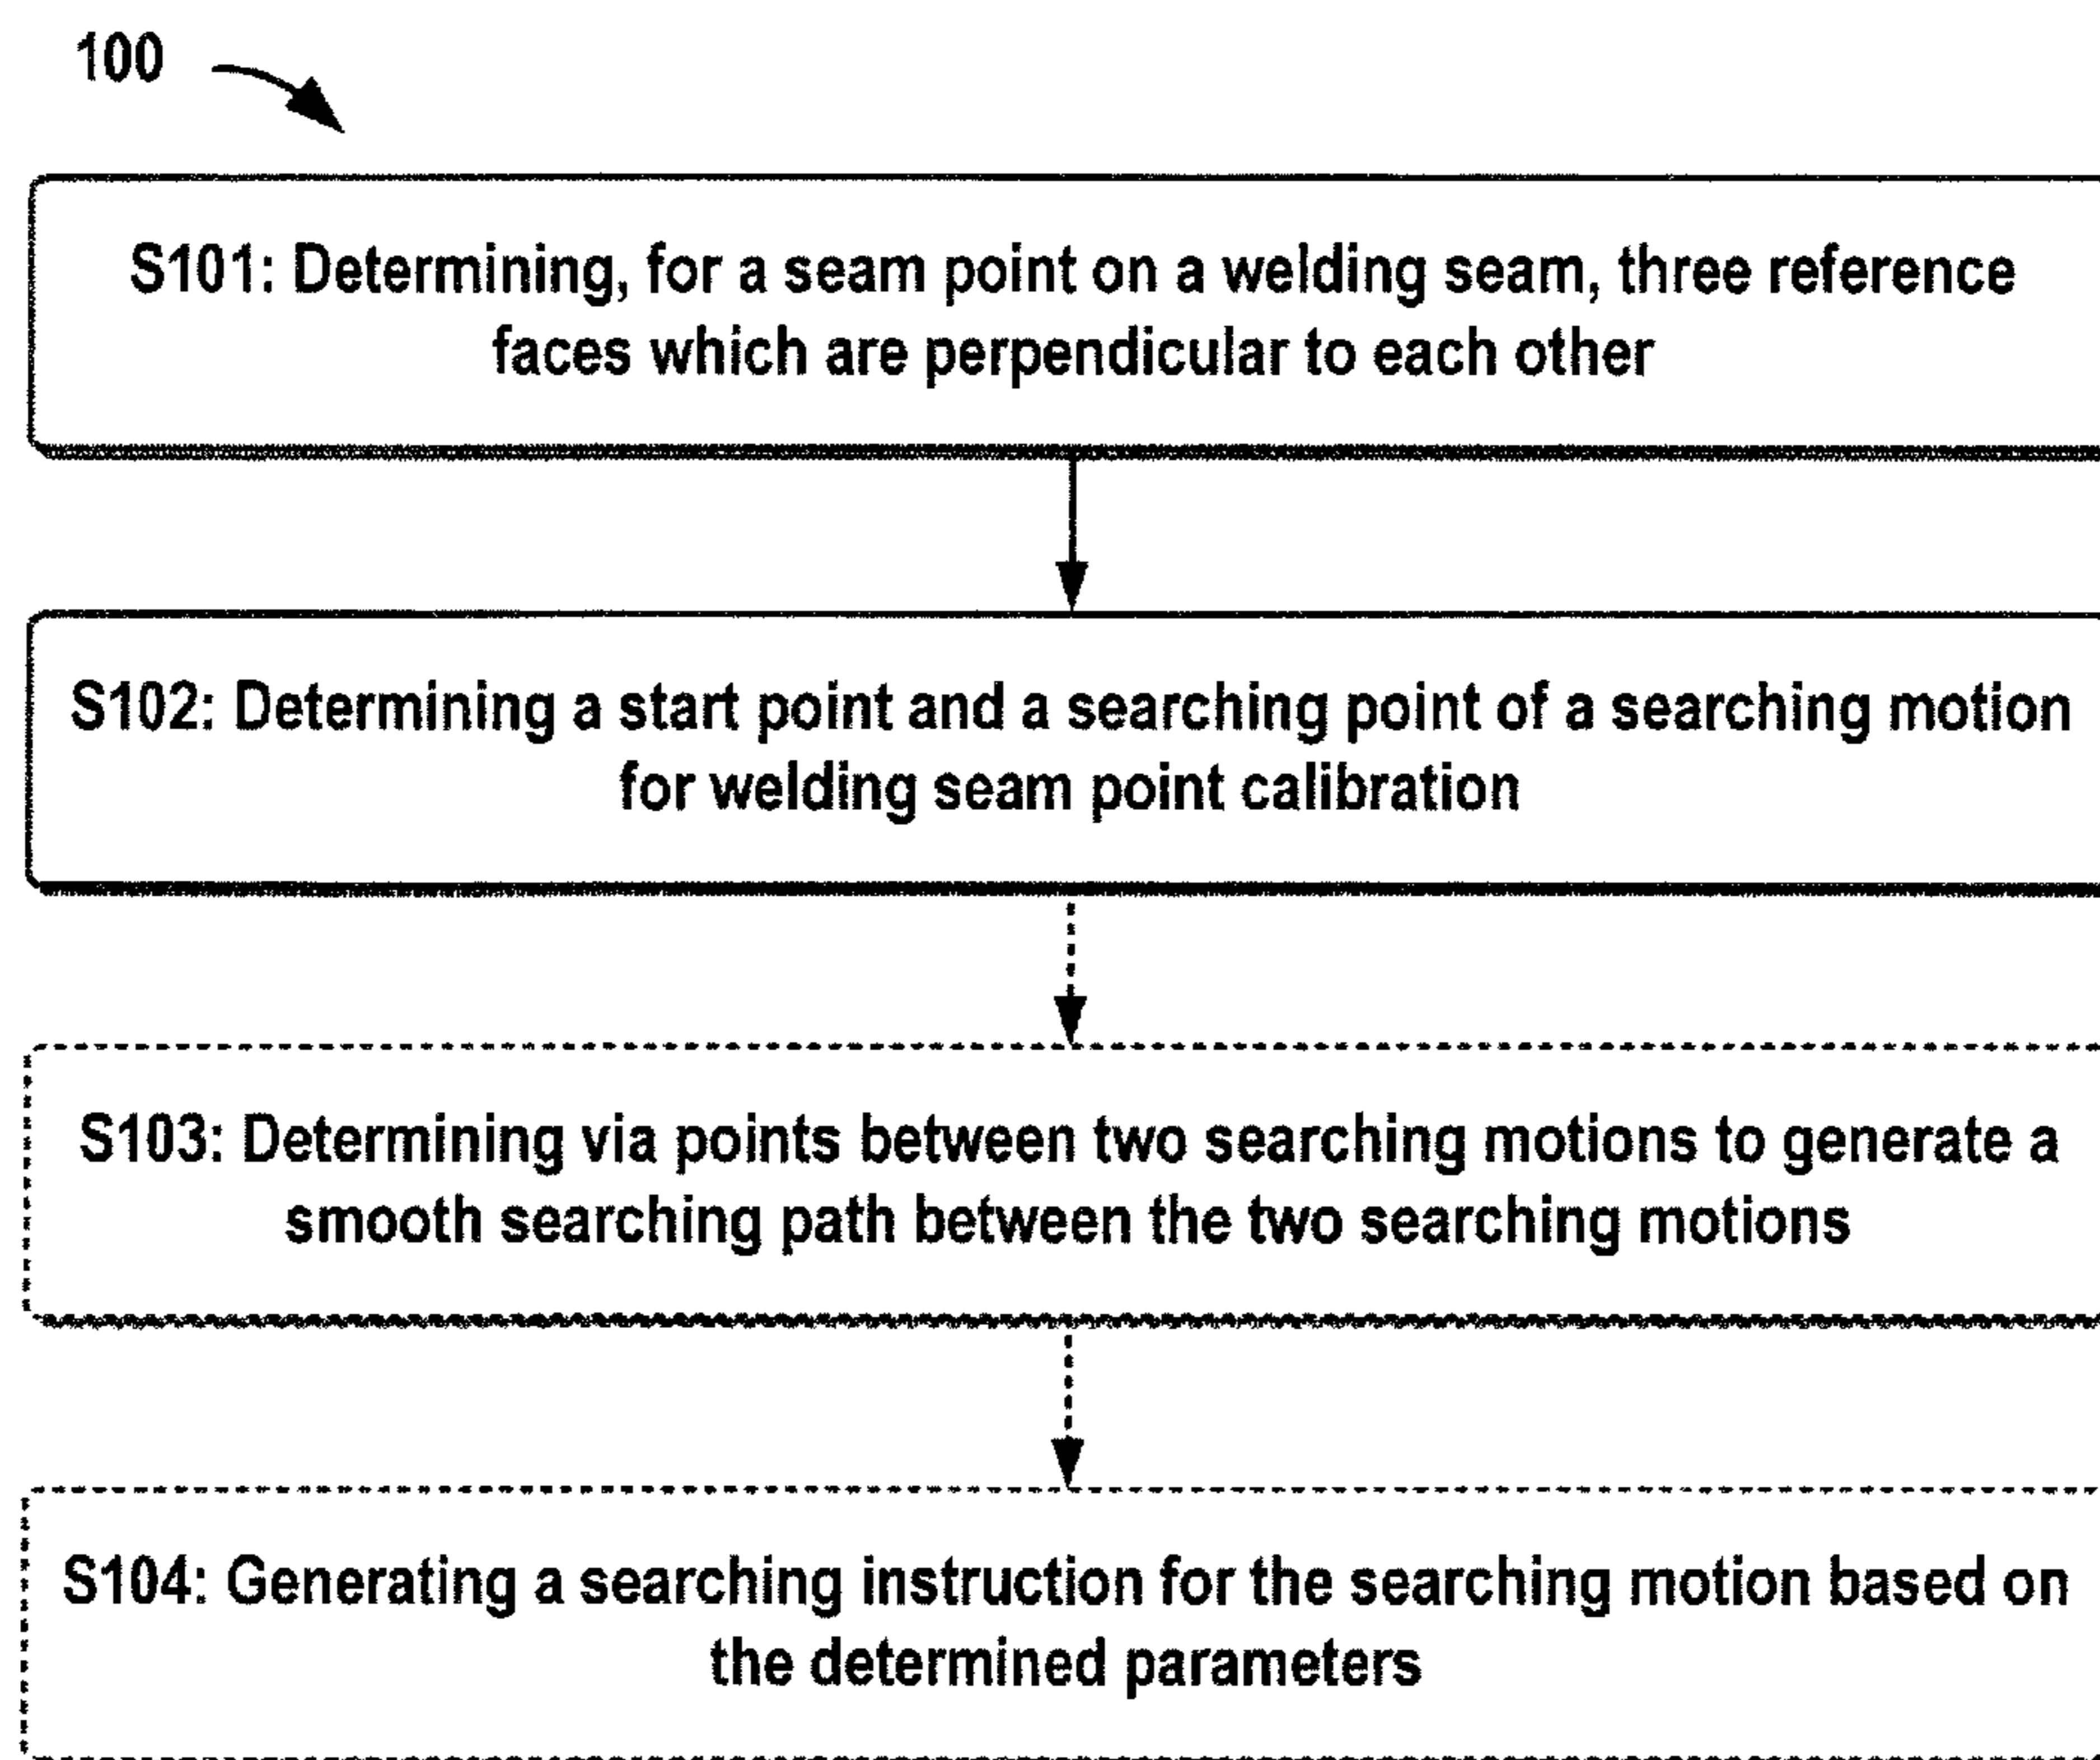 100
S101: Determining, for a seam point on a welding seam, three reference
faces which are perpendicular to each other
S102: Determining a start point and a searching point of a searching motion
for welding seam point calibration
S103: Determining via points between two searching motions to generate a
smooth searching path between the two searching motions
S104: Generating a searching instruction for the searching motion based on
the determined parameters